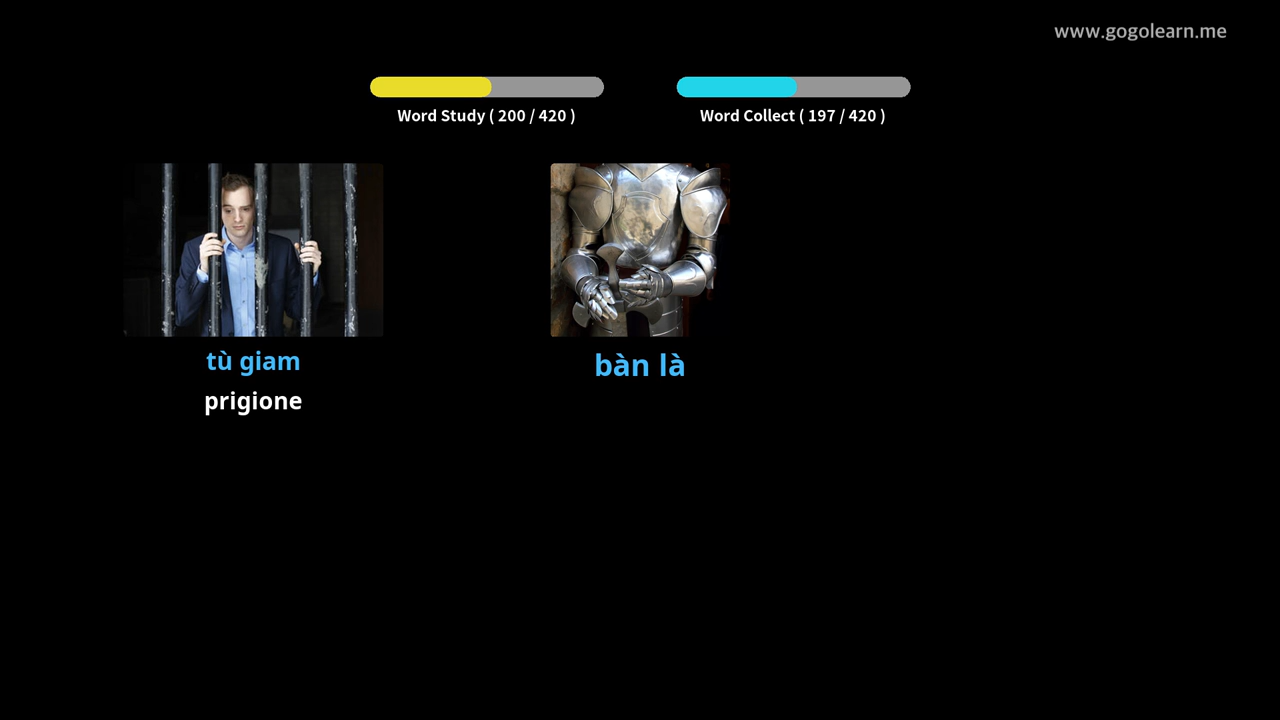 www.gogolearn.me
Word Study ( 200 / 420 )
Word Collect ( 197 / 420 )
tù giam
prigione
bàn là